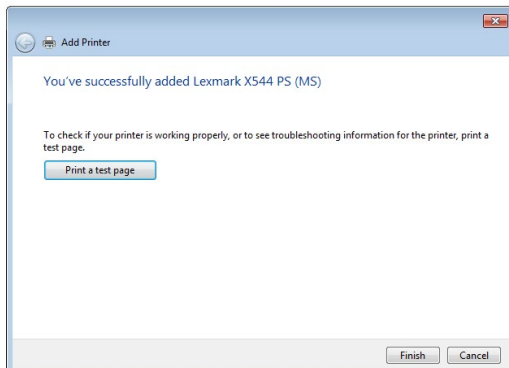 Add Printer
You've successfully added Lexmark X544 PS (MS)
To check if your printer is working properly, or to see troubleshooting information for the printer, print a
test page.
Print a test page
Finish Cancel